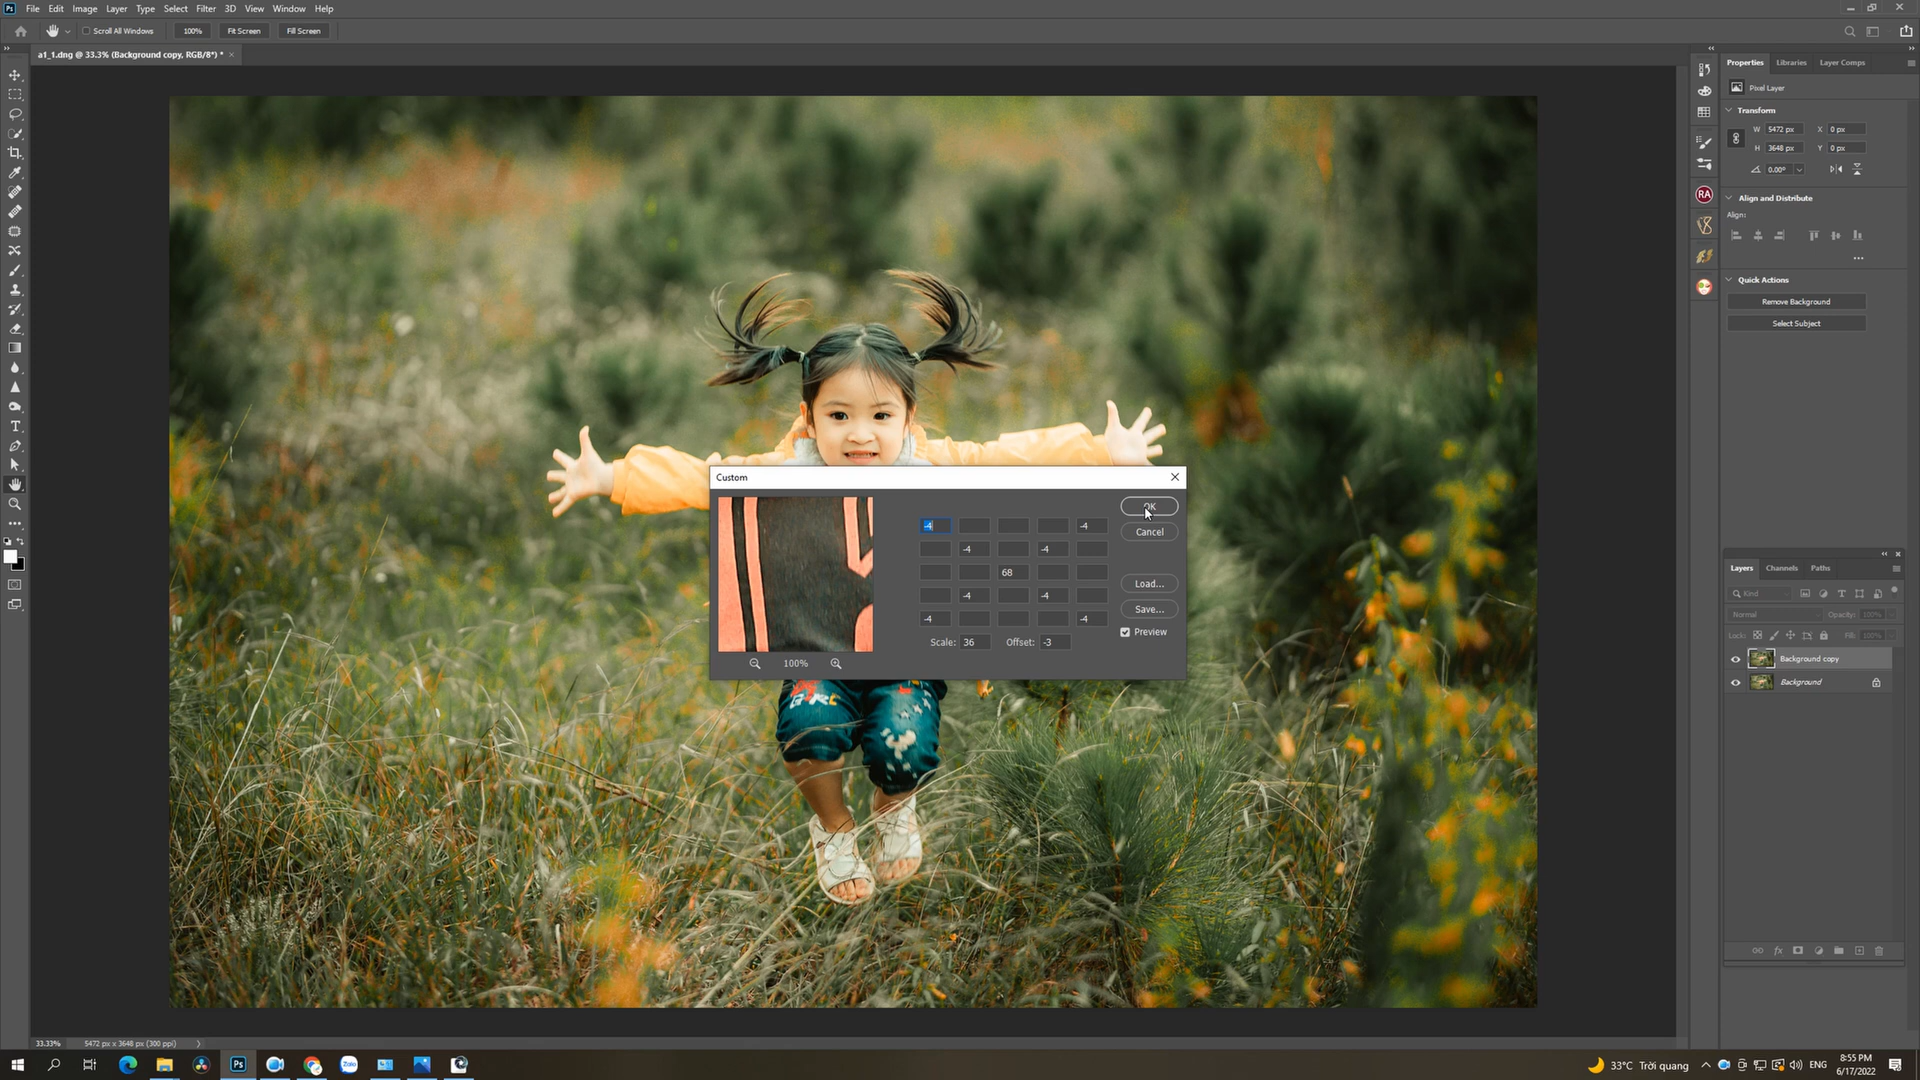 Ps File Edit Image Layer Type Select Filter 3D View Window Help
Scroll All Windows 100% Fit Screen Fill Screen
a1_1.dng @ 33.3% (Background copy, RGB/8*) * ×
Properties Libraries Layer Comps
Pixel Layer
Transform
W 5472 px X 0 px
H 3648 px Y 0 px
0.00°
Align and Distribute
Align:
Quick Actions
Remove Background
Select Subject
RA
Custom
-4 -4
-4 -4
68
-4 -4
-4 -4
Scale: 36 Offset: -3
100%
OK
Cancel
Load...
Save...
Preview
Layers Channels Paths
Kind
Normal Opacity: 100%
Lock: Fill: 100%
Background copy
Background
fx
33.33% 5472 px x 3648 px (300 ppi)
Ps Zalo 33°C Trời quang ENG 8:55 PM
6/17/2022